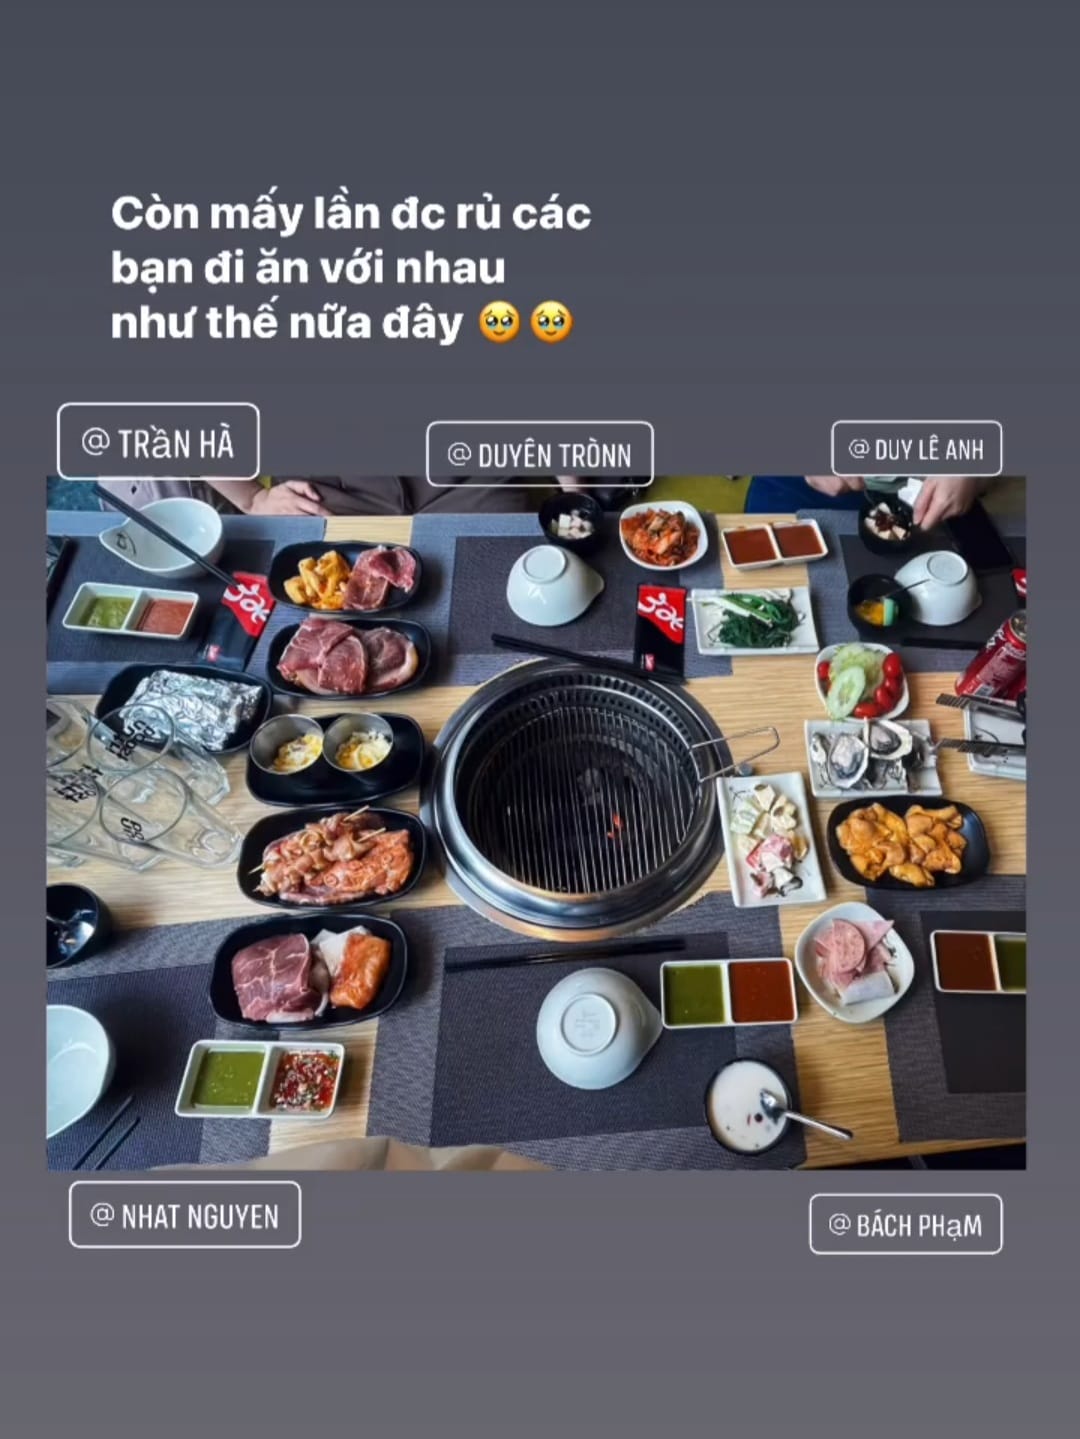 Còn mấy lần đc rủ các
bạn đi ăn với nhau
như thế nữa đây 🥹🥹
@TRầN HÀ
@DUYÊN TRÒNN
@DUY LÊ ANH
@NHAT NGUYEN
@BÁCH PHạM